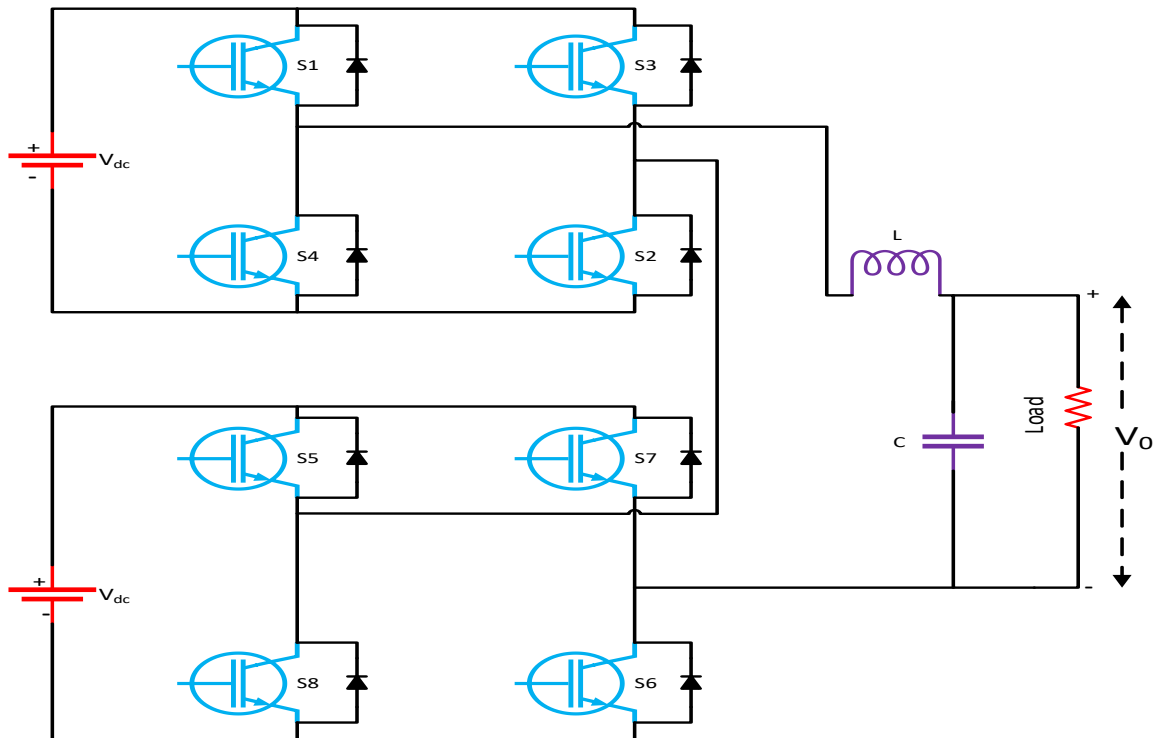 S1
S3
+
Vdc
-
S4
S2
L
+
S5
S7
C
Load
VO
+
Vdc
-
-
S8
S6